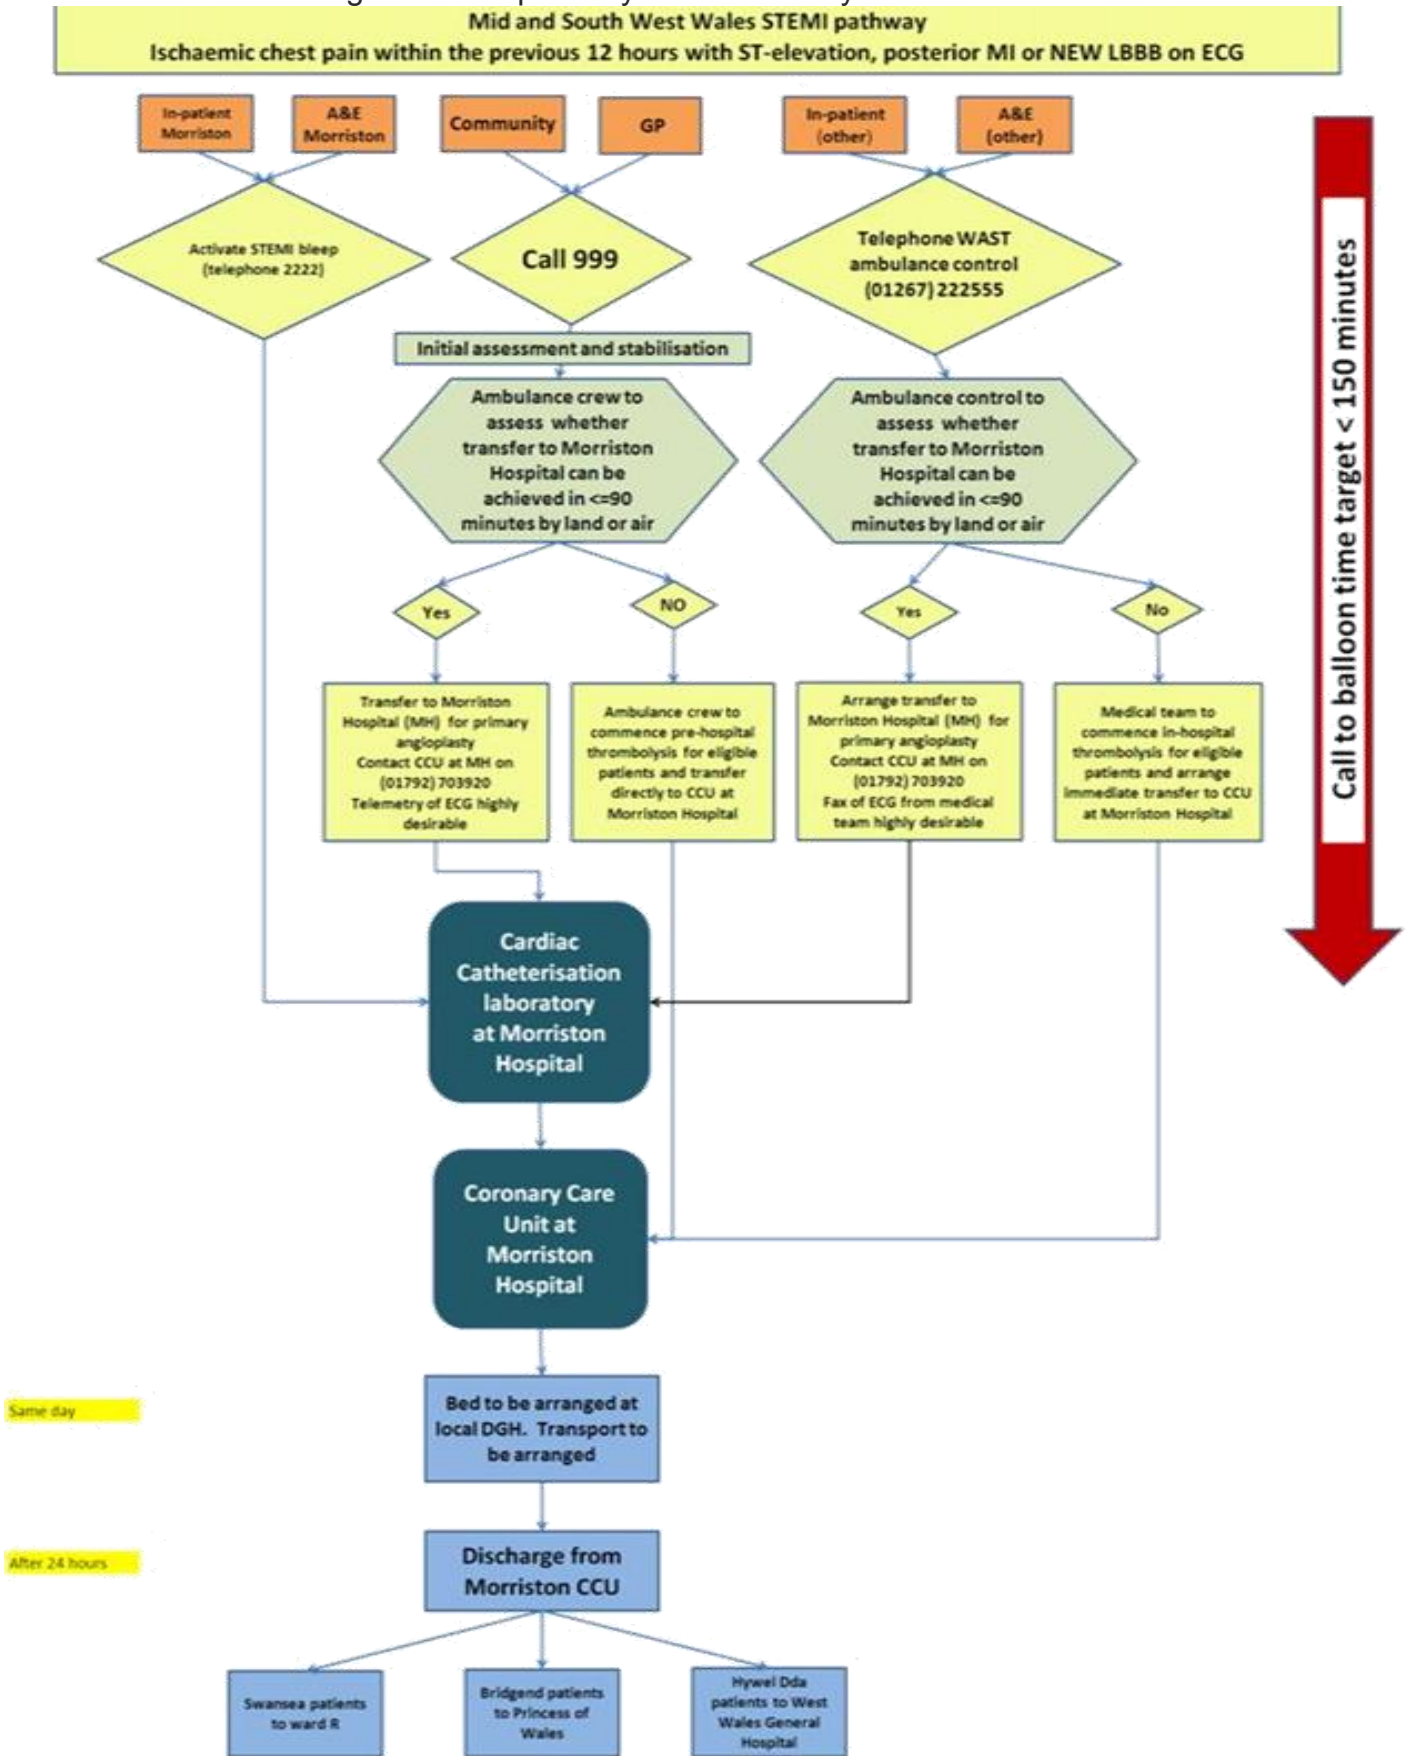 Mid and South West Wales STEMI pathway
Ischaemic chest pain within the previous 12 hours with ST-elevation, posterior MI or NEW LBBB on ECG
In-patient
Morriston
A&E
Morriston
Community
GP
In-patient
(other)
A&E
(other)
Activate STEMI bleep
(telephone 2222)
Call 999
Telephone WAST
ambulance control
(01267) 222555
Initial assessment and stabilisation
Ambulance crew to
assess whether
transfer to Morriston
Hospital can be
achieved in <=90
minutes by land or air
Ambulance control to
assess whether
transfer to Morriston
Hospital can be
achieved in <=90
minutes by land or air
Yes
NO
Yes
No
Transfer to Morriston
Hospital (MH) for primary
angioplasty
Contact CCU at MH on
(01792) 703920
Telemetry of ECG highly
desirable
Ambulance crew to
commence pre-hospital
thrombolysis for eligible
patients and transfer
directly to CCU at
Morriston Hospital
Arrange transfer to
Morriston Hospital (MH) for
primary angioplasty
Contact CCU at MH on
(01792) 703920
Fax of ECG from medical
team highly desirable
Medical team to
commence in-hospital
thrombolysis for eligible
patients and arrange
immediate transfer to CCU
at Morriston Hospital
Call to balloon time target < 150 minutes
Cardiac
Catheterisation
laboratory
at Morriston
Hospital
Coronary Care
Unit at
Morriston
Hospital
Same day
Bed to be arranged at
local DGH. Transport to
be arranged
After 24 hours
Discharge from
Morriston CCU
Swansea patients
to ward R
Bridgend patients
to Princess of
Wales
Hywel Dda
patients to West
Wales General
Hospital